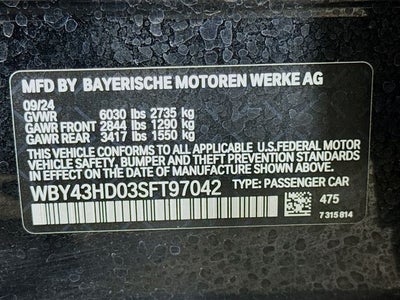 MFD BY BAYERISCHE MOTOREN WERKE AG
09/24
GVWR 6030 lbs 2735 kg
GAWR FRONT 2844 lbs 1290 kg
GAWR REAR 3417 lbs 1550 kg
THIS VEHICLE CONFORMS TO ALL APPLICABLE U.S.FEDERAL MOTOR
VEHICLE SAFETY, BUMPER, AND THEFT PREVENTION STANDARDS IN
EFFECT ON THE DATE OF MANUFACTURE SHOWN ABOVE.
WBY43HD03SFT97042 TYPE: PASSENGER CAR
475
7 315 814